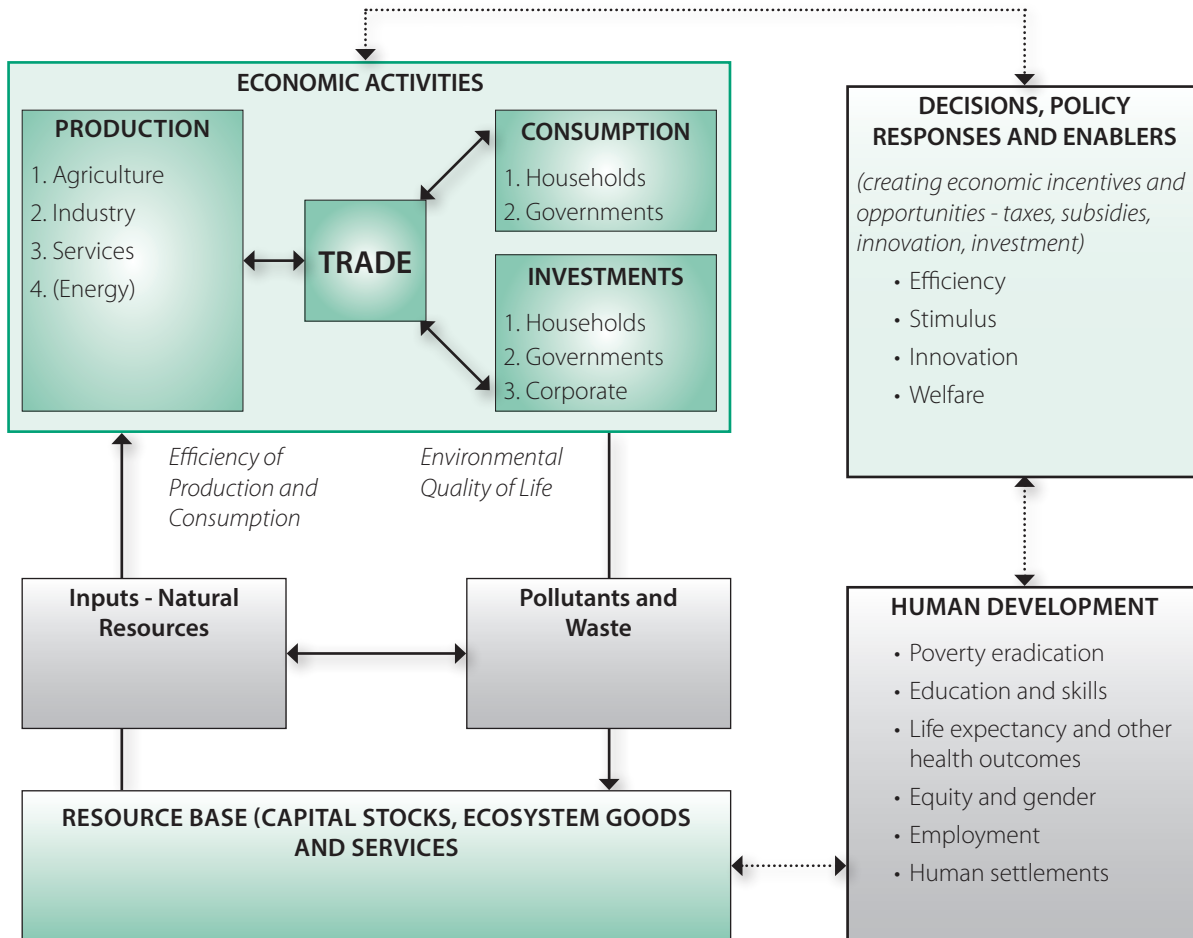 ECONOMIC ACTIVITIES
PRODUCTION
1. Agriculture
2. Industry
3. Services
4. (Energy)
TRADE
CONSUMPTION
1. Households
2. Governments
INVESTMENTS
1. Households
2. Governments
3. Corporate
DECISIONS, POLICY
RESPONSES AND ENABLERS
(creating economic incentives and
opportunities - taxes, subsidies,
innovation, investment)
• Efficiency
• Stimulus
• Innovation
• Welfare
Efficiency of
Production and
Consumption
Environmental
Quality of Life
Inputs - Natural
Resources
Pollutants and
Waste
HUMAN DEVELOPMENT
• Poverty eradication
• Education and skills
• Life expectancy and other
health outcomes
• Equity and gender
• Employment
• Human settlements
RESOURCE BASE (CAPITAL STOCKS, ECOSYSTEM GOODS
AND SERVICES